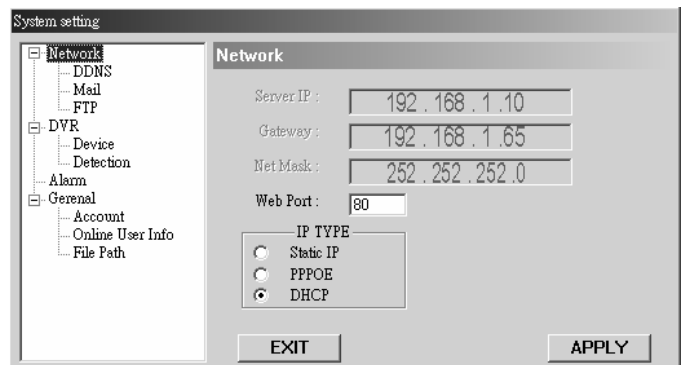 System setting
Network
DDNS
Mail
FTP
DVR
Device
Detection
Alarm
Gerenal
Account
Online User Info
File Path
Network
Server IP : 192 . 168 . 1 .10
Gateway : 192 . 168 . 1 .65
Net Mask : 252 . 252 . 252 .0
Web Port : 80
IP TYPE
Static IP
PPPOE
DHCP
EXIT
APPLY